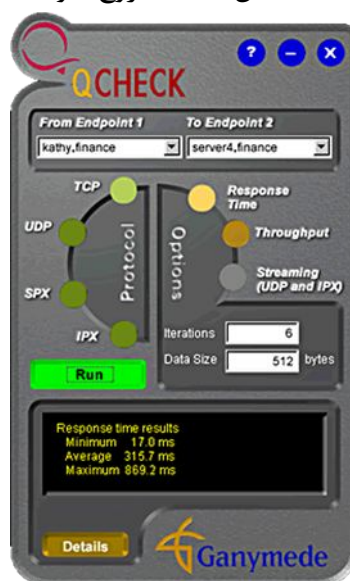 QCHECK
? – X
From Endpoint 1 To Endpoint 2
kathy.finance server4.finance
TCP
UDP
SPX
IPX
Protocol
Options
Response
Time
Throughput
Streaming
(UDP and IPX)
Iterations 6
Data Size 512 bytes
Run
Response time results
Minimum 17.0 ms
Average 315.7 ms
Maximum 869.2 ms
Details
Ganymede